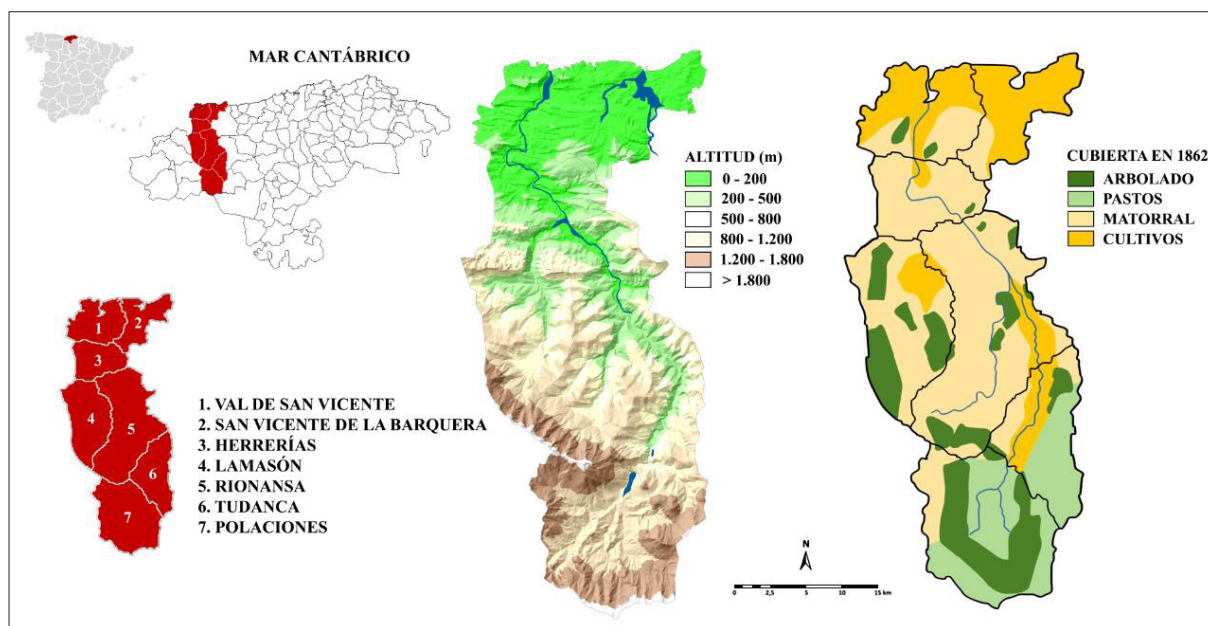 MAR CANTÁBRICO
1
2
3
4
5
6
7
1. VAL DE SAN VICENTE
2. SAN VICENTE DE LA BARQUERA
3. HERRERÍAS
4. LAMASÓN
5. RIONANSA
6. TUDANCA
7. POLACIONES
ALTITUD (m)
0 - 200
200 - 500
500 - 800
800 - 1.200
1.200 - 1.800
> 1.800
N
0 2,5 5 10 15 km
CUBIERTA EN 1862
ARBOLADO
PASTOS
MATORRAL
CULTIVOS